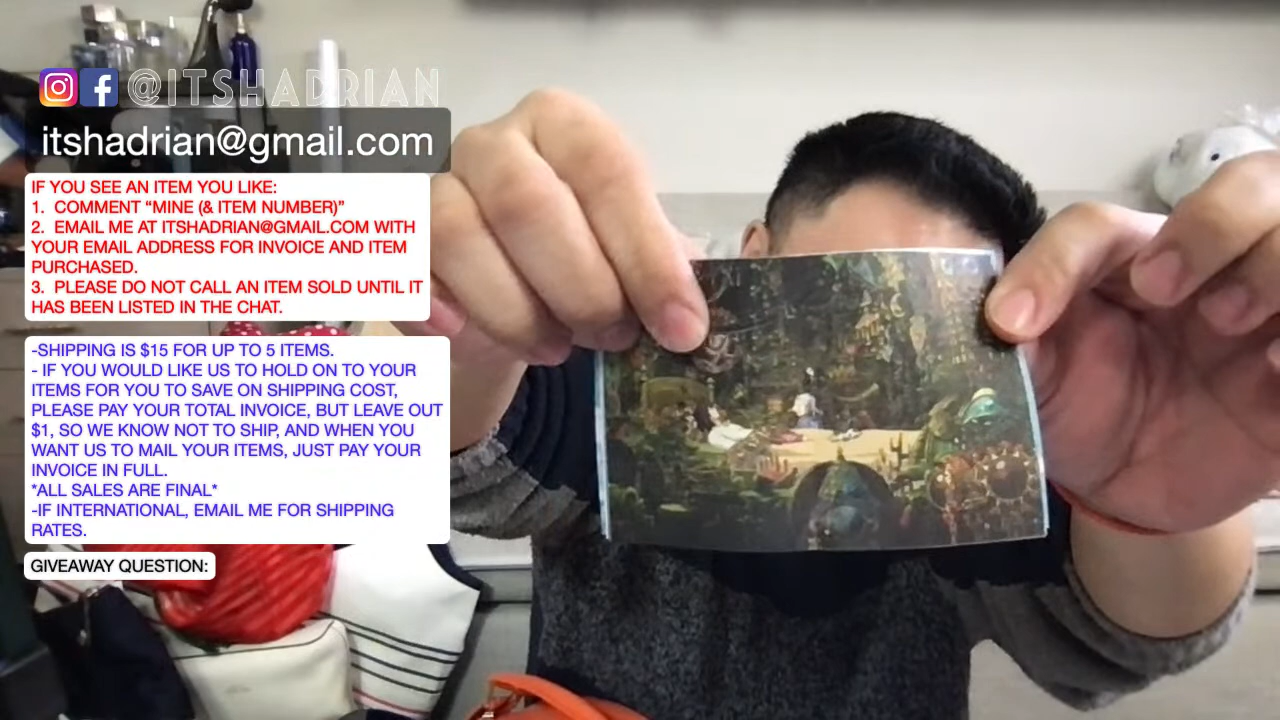 @ITSHADRIAN
itshadrian@gmail.com
IF YOU SEE AN ITEM YOU LIKE:
1.  COMMENT “MINE (& ITEM NUMBER)”
2.  EMAIL ME AT ITSHADRIAN@GMAIL.COM WITH
YOUR EMAIL ADDRESS FOR INVOICE AND ITEM
PURCHASED.
3.  PLEASE DO NOT CALL AN ITEM SOLD UNTIL IT
HAS BEEN LISTED IN THE CHAT.
-SHIPPING IS $15 FOR UP TO 5 ITEMS.
- IF YOU WOULD LIKE US TO HOLD ON TO YOUR
ITEMS FOR YOU TO SAVE ON SHIPPING COST,
PLEASE PAY YOUR TOTAL INVOICE, BUT LEAVE OUT
$1, SO WE KNOW NOT TO SHIP, AND WHEN YOU
WANT US TO MAIL YOUR ITEMS, JUST PAY YOUR
INVOICE IN FULL.
*ALL SALES ARE FINAL*
-IF INTERNATIONAL, EMAIL ME FOR SHIPPING
RATES.
GIVEAWAY QUESTION: